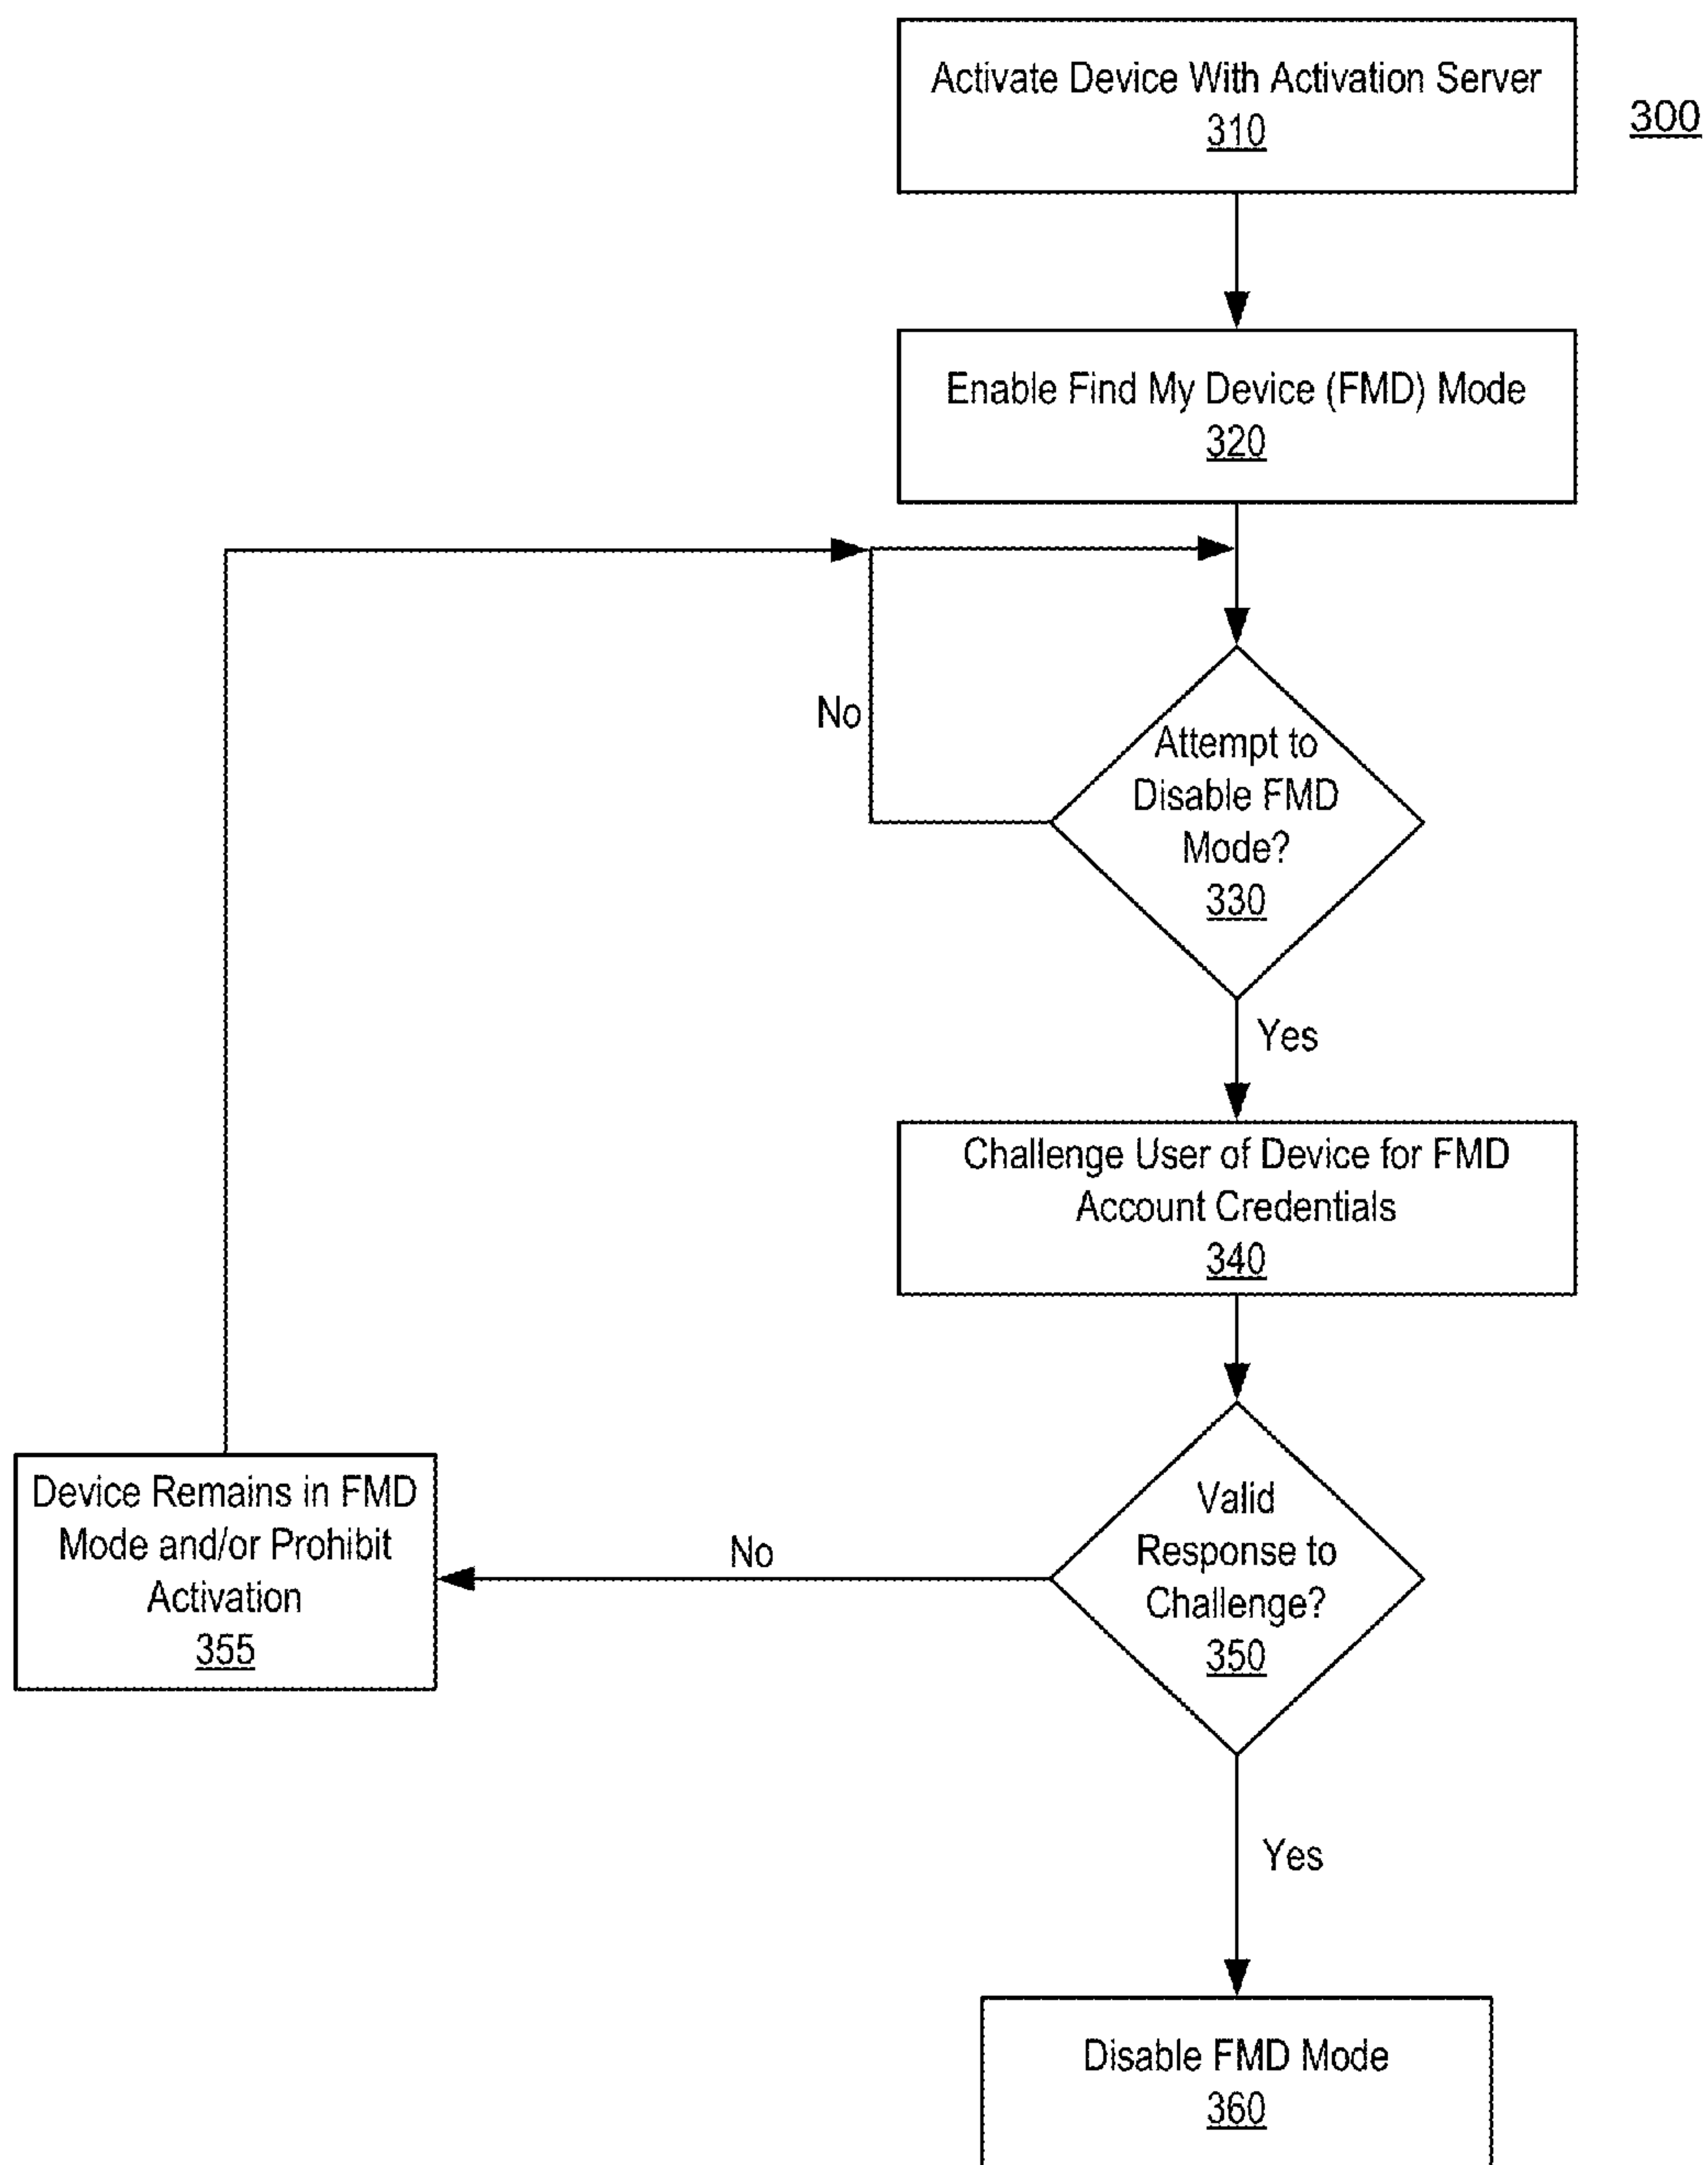 Activate Device With Activation Server
310
300
Enable Find My Device (FMD) Mode
320
No
Attempt to
Disable FMD
Mode?
330
Yes
Challenge User of Device for FMD
Account Credentials
340
Device Remains in FMD
Mode and/or Prohibit
Activation
355
No
Valid
Response to
Challenge?
350
Yes
Disable FMD Mode
360